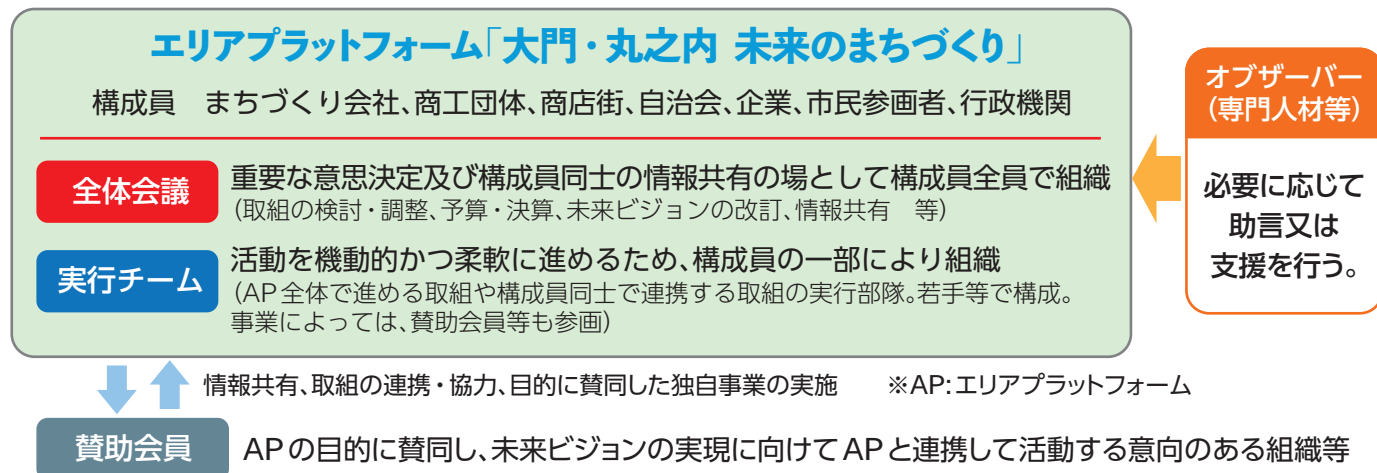 エリアプラットフォーム「大門・丸之内 未来のまちづくり」
構成員　まちづくり会社、商工団体、商店街、自治会、企業、市民参画者、行政機関
全体会議
重要な意思決定及び構成員同士の情報共有の場として構成員全員で組織
（取組の検討・調整、予算・決算、未来ビジョンの改訂、情報共有　等）
実行チーム
活動を機動的かつ柔軟に進めるため、構成員の一部により組織
（AP全体で進める取組や構成員同士で連携する取組の実行部隊。若手等で構成。
事業によっては、賛助会員等も参画）
オブザーバー
（専門人材等）
必要に応じて
助言又は
支援を行う。
情報共有、取組の連携・協力、目的に賛同した独自事業の実施　※AP：エリアプラットフォーム
賛助会員
APの目的に賛同し、未来ビジョンの実現に向けてAPと連携して活動する意向のある組織等